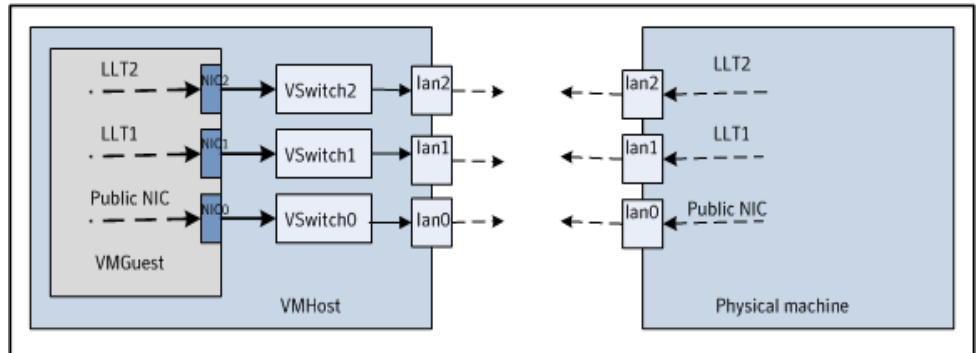 LLT2
NIC2
VSwitch2
lan2
lan2
LLT2
LLT1
NIC1
VSwitch1
lan1
lan1
LLT1
Public NIC
NIC0
VSwitch0
lan0
lan0
Public NIC
VMGuest
VMHost
Physical machine